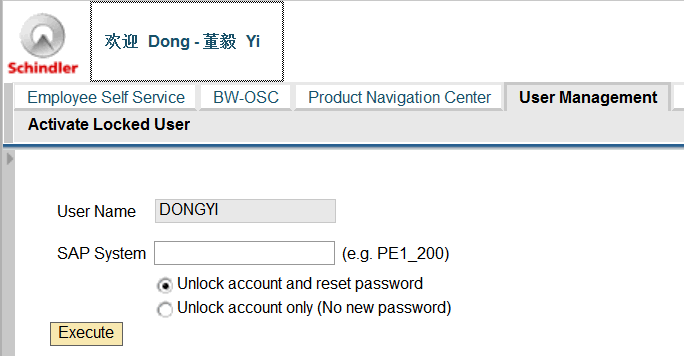 欢迎 Dong - 董毅 Yi
Schindler
Employee Self Service BW-OSC Product Navigation Center User Management
Activate Locked User
User Name DONGYI
SAP System (e.g. PE1_200)
Unlock account and reset password
Unlock account only (No new password)
Execute